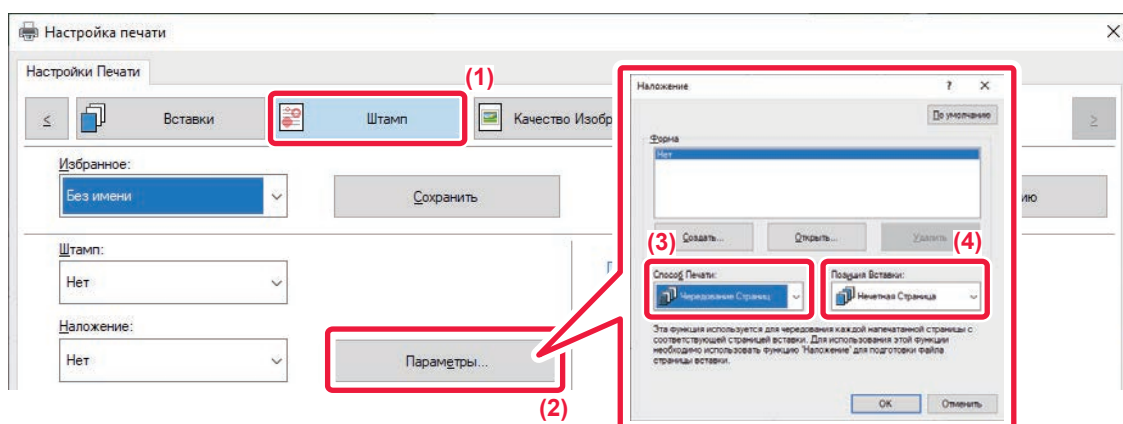 Настройка печати
Настройки Печати
(1)
<
Вставки
Штамп
Качество Изобр
>
Избранное:
Без имени
Сохранить
ию
Штамп:
Нет
Наложение:
Нет
Параметры...
(2)
Наложение
? X
По умолчанию
Форма
Нет
Создать...
Открыть...
Удалить
(3)
(4)
Способ Печати:
Чередование Страниц
Позиция Вставки:
Нечетная Страница
Эта функция используется для чередования каждой напечатанной страницы с
соответствующей страницей вставки. Для использования этой функции
необходимо использовать функцию 'Наложение' для подготовки файла
страницы вставки.
OK
Отменить